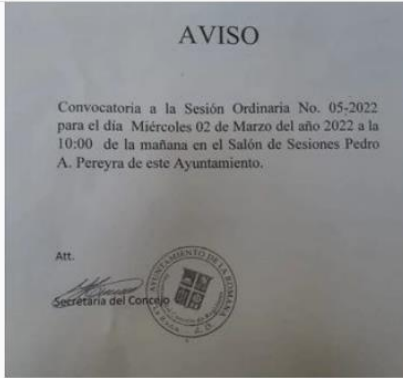 AVISO
Convocatoria a la Sesión Ordinaria No. 05-2022
para el día Miércoles 02 de Marzo del año 2022 a la
10:00 de la mañana en el Salón de Sesiones Pedro
A. Pereyra de este Ayuntamiento.
Att.
Secretaria del Concejo
AYUNTAMIENTO DE LA ROMANA